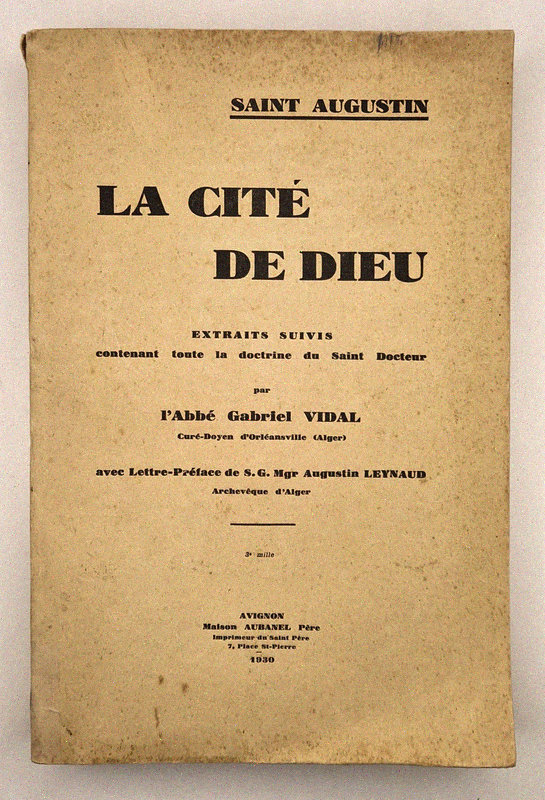 SAINT AUGUSTIN
LA CITÉ
DE DIEU
EXTRAITS SUIVIS
contenant toute la doctrine du Saint Docteur
par
l'Abbé Gabriel VIDAL
Curé-Doyen d'Orléansville (Alger)
avec Lettre-Préface de S. G. Mgr Augustin LEYNAUD
Archevêque d'Alger
3e mille
AVIGNON
Maison AUBANEL Père
Imprimeur du Saint Père
7, Place St-Pierre
1930